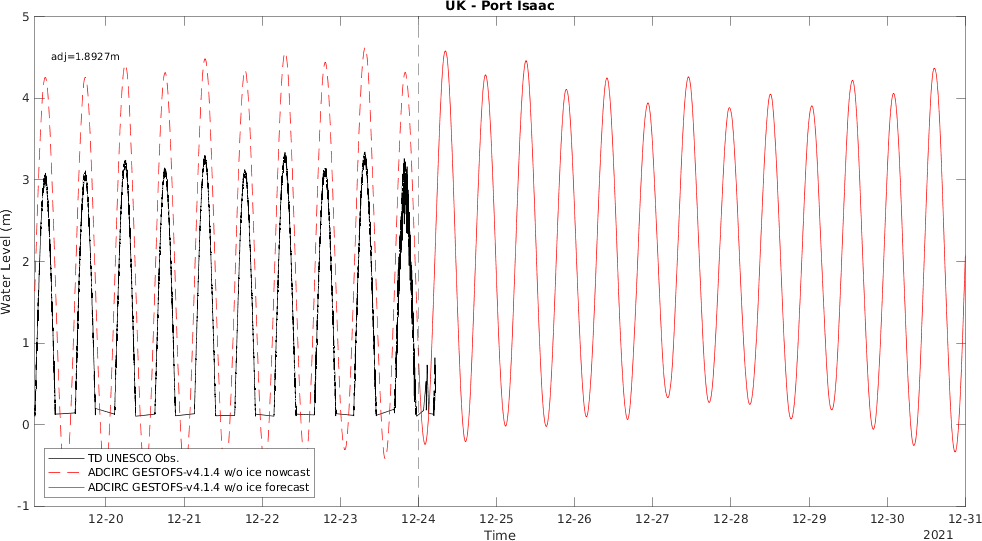 UK - Port Isaac
adj=1.8927m
5
4
3
2
1
0
-1
Water Level (m)
TD UNESCO Obs.
ADCIRC GESTOFS-v4.1.4 w/o ice nowcast
ADCIRC GESTOFS-v4.1.4 w/o ice forecast
12-20 12-21 12-22 12-23 12-24 12-25 12-26 12-27 12-28 12-29 12-30 12-31
Time
2021